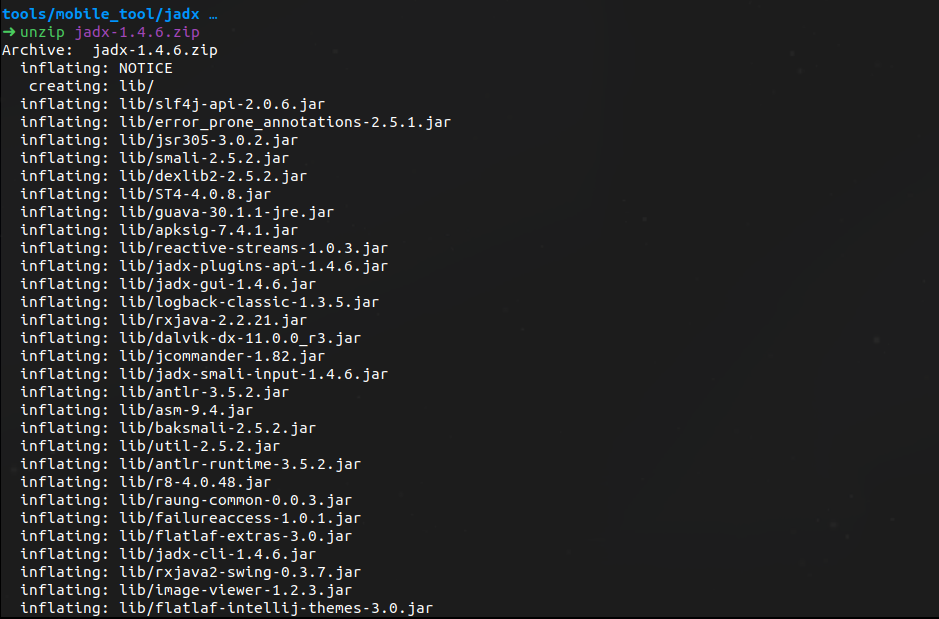 tools/mobile_tool/jadx …
➜ unzip jadx-1.4.6.zip
Archive:  jadx-1.4.6.zip
  inflating: NOTICE
   creating: lib/
  inflating: lib/slf4j-api-2.0.6.jar
  inflating: lib/error_prone_annotations-2.5.1.jar
  inflating: lib/jsr305-3.0.2.jar
  inflating: lib/smali-2.5.2.jar
  inflating: lib/dexlib2-2.5.2.jar
  inflating: lib/ST4-4.0.8.jar
  inflating: lib/guava-30.1.1-jre.jar
  inflating: lib/apksig-7.4.1.jar
  inflating: lib/reactive-streams-1.0.3.jar
  inflating: lib/jadx-plugins-api-1.4.6.jar
  inflating: lib/jadx-gui-1.4.6.jar
  inflating: lib/logback-classic-1.3.5.jar
  inflating: lib/rxjava-2.2.21.jar
  inflating: lib/dalvik-dx-11.0.0_r3.jar
  inflating: lib/jcommander-1.82.jar
  inflating: lib/jadx-smali-input-1.4.6.jar
  inflating: lib/antlr-3.5.2.jar
  inflating: lib/asm-9.4.jar
  inflating: lib/baksmali-2.5.2.jar
  inflating: lib/util-2.5.2.jar
  inflating: lib/antlr-runtime-3.5.2.jar
  inflating: lib/r8-4.0.48.jar
  inflating: lib/raung-common-0.0.3.jar
  inflating: lib/failureaccess-1.0.1.jar
  inflating: lib/flatlaf-extras-3.0.jar
  inflating: lib/jadx-cli-1.4.6.jar
  inflating: lib/rxjava2-swing-0.3.7.jar
  inflating: lib/image-viewer-1.2.3.jar
  inflating: lib/flatlaf-intellij-themes-3.0.jar